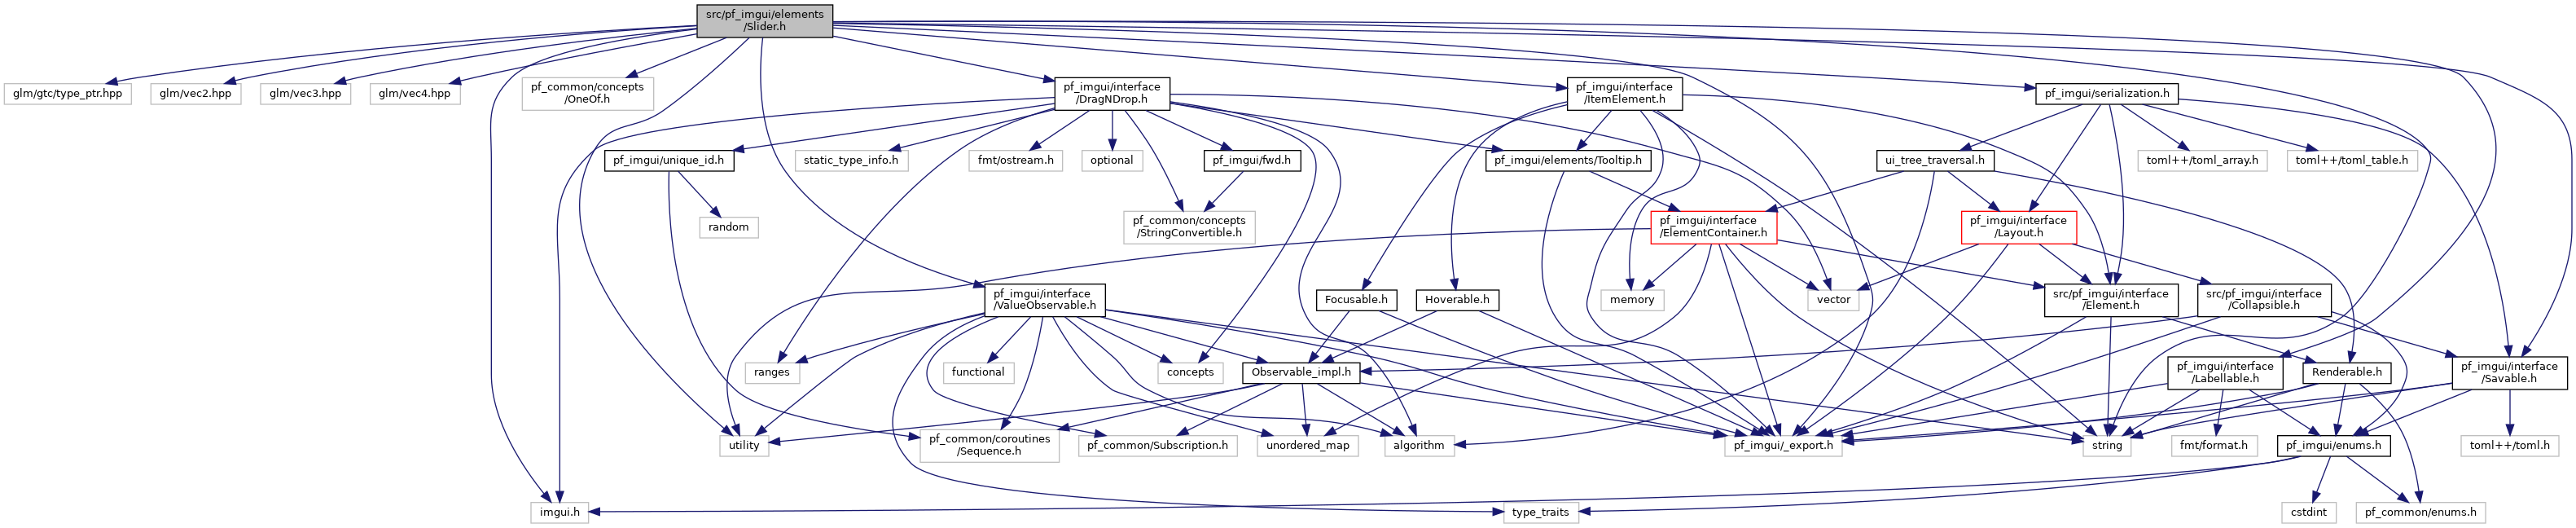 src/pf_imgui/elements
/Slider.h
glm/gtc/type_ptr.hpp
glm/vec2.hpp
glm/vec3.hpp
glm/vec4.hpp
pf_common/concepts
/OneOf.h
pf_imgui/interface
/DragNDrop.h
pf_imgui/interface
/ItemElement.h
pf_imgui/serialization.h
pf_imgui/unique_id.h
static_type_info.h
fmt/ostream.h
optional
pf_imgui/fwd.h
pf_imgui/elements/Tooltip.h
ui_tree_traversal.h
toml++/toml_array.h
toml++/toml_table.h
random
pf_common/concepts
/StringConvertible.h
pf_imgui/interface
/ElementContainer.h
pf_imgui/interface
/Layout.h
pf_imgui/interface
/ValueObservable.h
Focusable.h
Hoverable.h
memory
vector
src/pf_imgui/interface
/Element.h
src/pf_imgui/interface
/Collapsible.h
ranges
functional
concepts
Observable_impl.h
pf_imgui/interface
/Labellable.h
Renderable.h
pf_imgui/interface
/Savable.h
utility
pf_common/coroutines
/Sequence.h
pf_common/Subscription.h
unordered_map
algorithm
pf_imgui/_export.h
string
fmt/format.h
pf_imgui/enums.h
toml++/toml.h
imgui.h
type_traits
cstdint
pf_common/enums.h